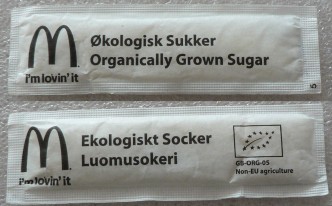 Økologisk Sukker
Organically Grown Sugar
i'm lovin' it
Ekologiskt Socker
Luomusokeri
i'm lovin' it
GB-ORG-05
Non-EU agriculture